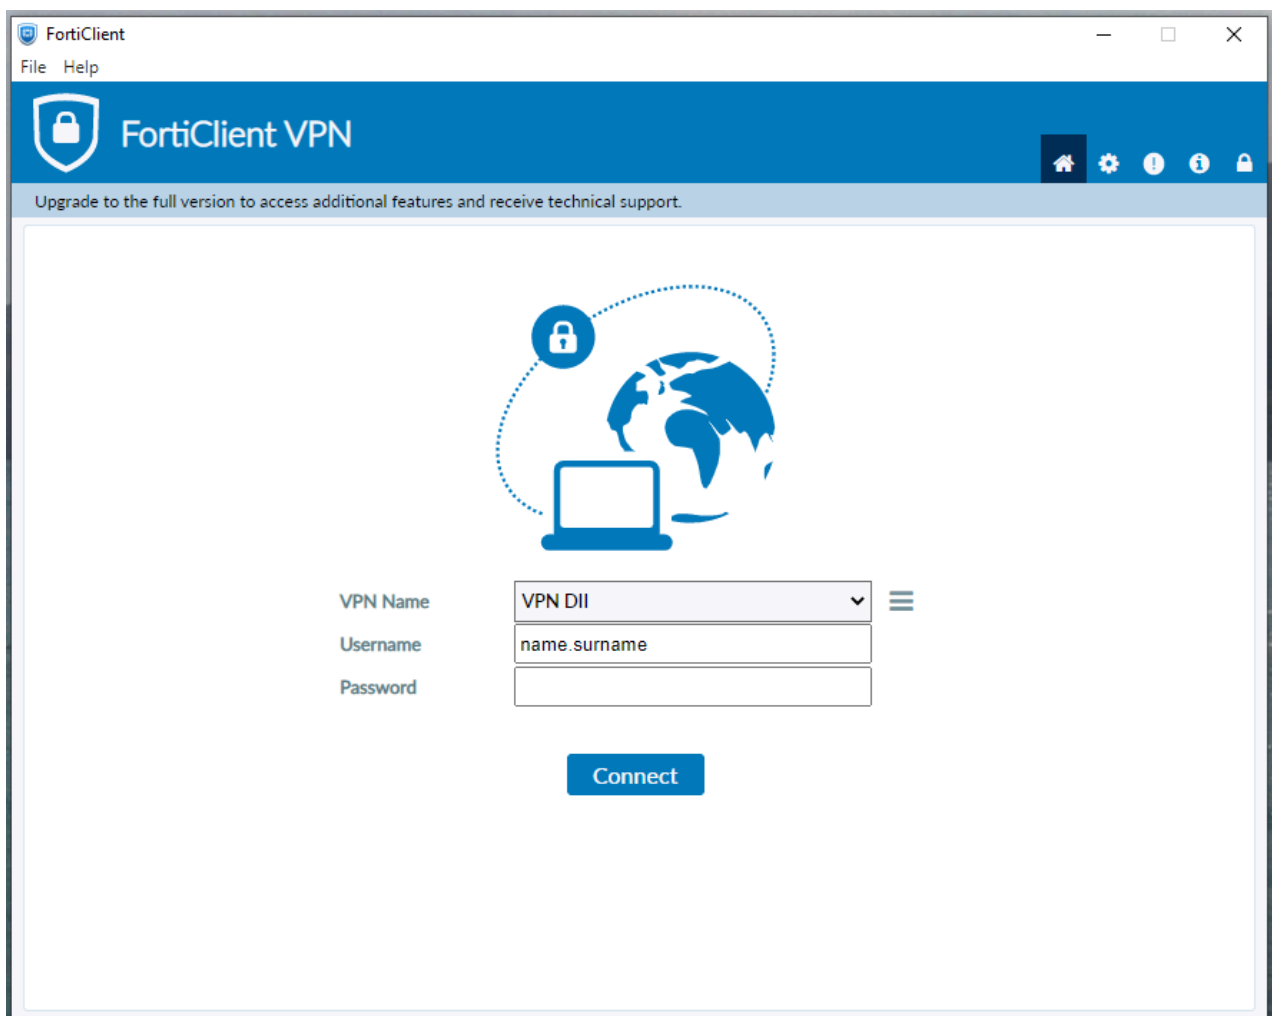 FortiClient
File Help
FortiClient VPN
Upgrade to the full version to access additional features and receive technical support.
VPN Name VPN DII
Username name.surname
Password
Connect